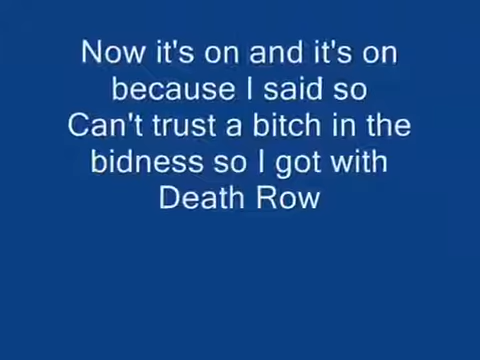 Now it's on and it's on
because I said so
Can't trust a bitch in the
bidness so I got with
Death Row